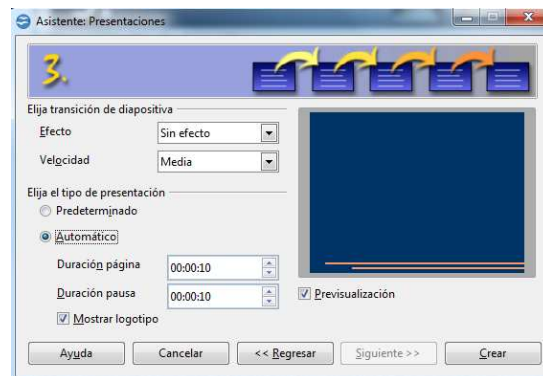 Asistente: Presentaciones
3.
Elija transición de diapositiva
Efecto Sin efecto
Velocidad Media
Elija el tipo de presentación
Predeterminado
Automático
Duración página 00:00:10
Duración pausa 00:00:10
Previsualización
Mostrar logotipo
Ayuda Cancelar << Regresar Siguiente >> Crear